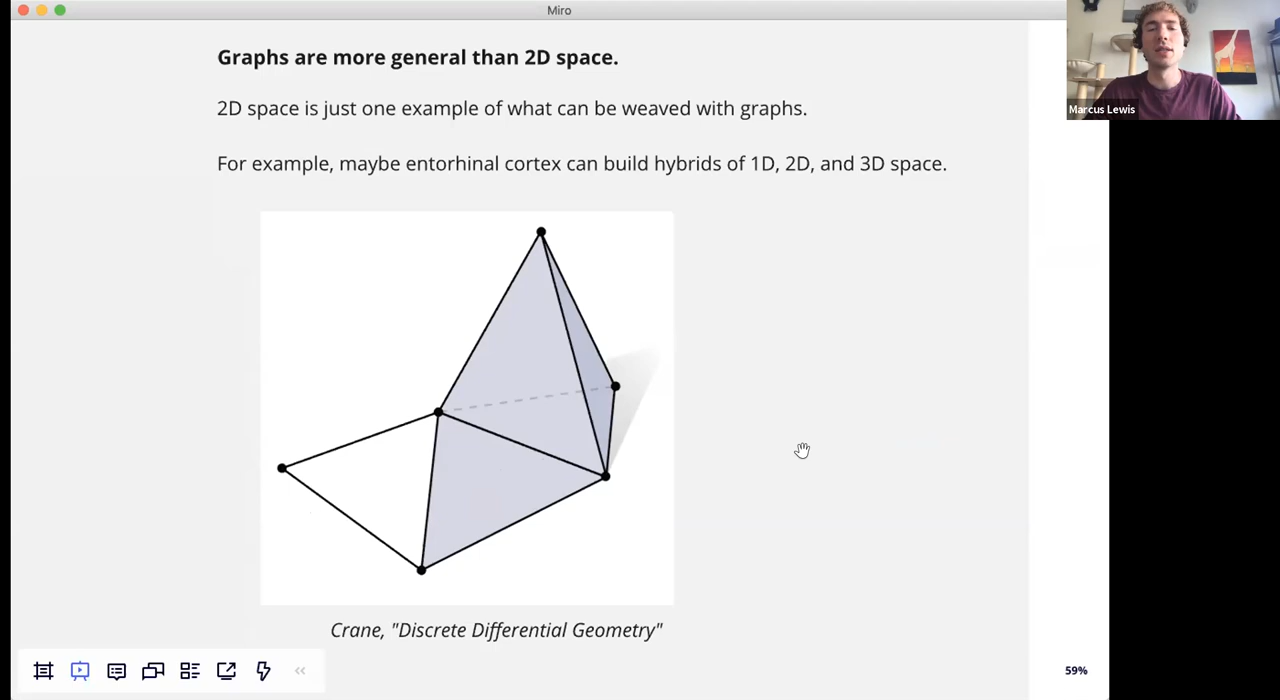 Miro
Graphs are more general than 2D space.
2D space is just one example of what can be weaved with graphs.
For example, maybe entorhinal cortex can build hybrids of 1D, 2D, and 3D space.
Crane, "Discrete Differential Geometry"
59%
Marcus Lewis